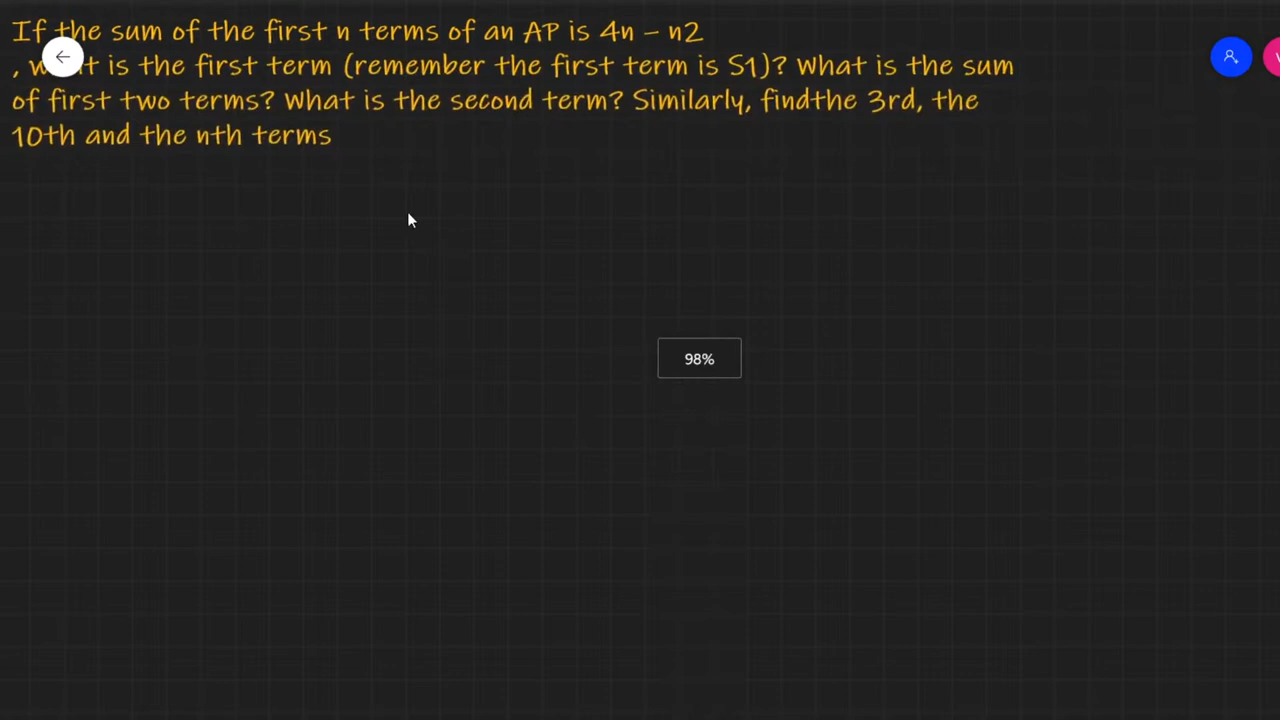 If the sum of the first n terms of an AP is 4n – n2
, what is the first term (remember the first term is S1)? What is the sum
of first two terms? What is the second term? Similarly, findthe 3rd, the
10th and the nth terms
98%